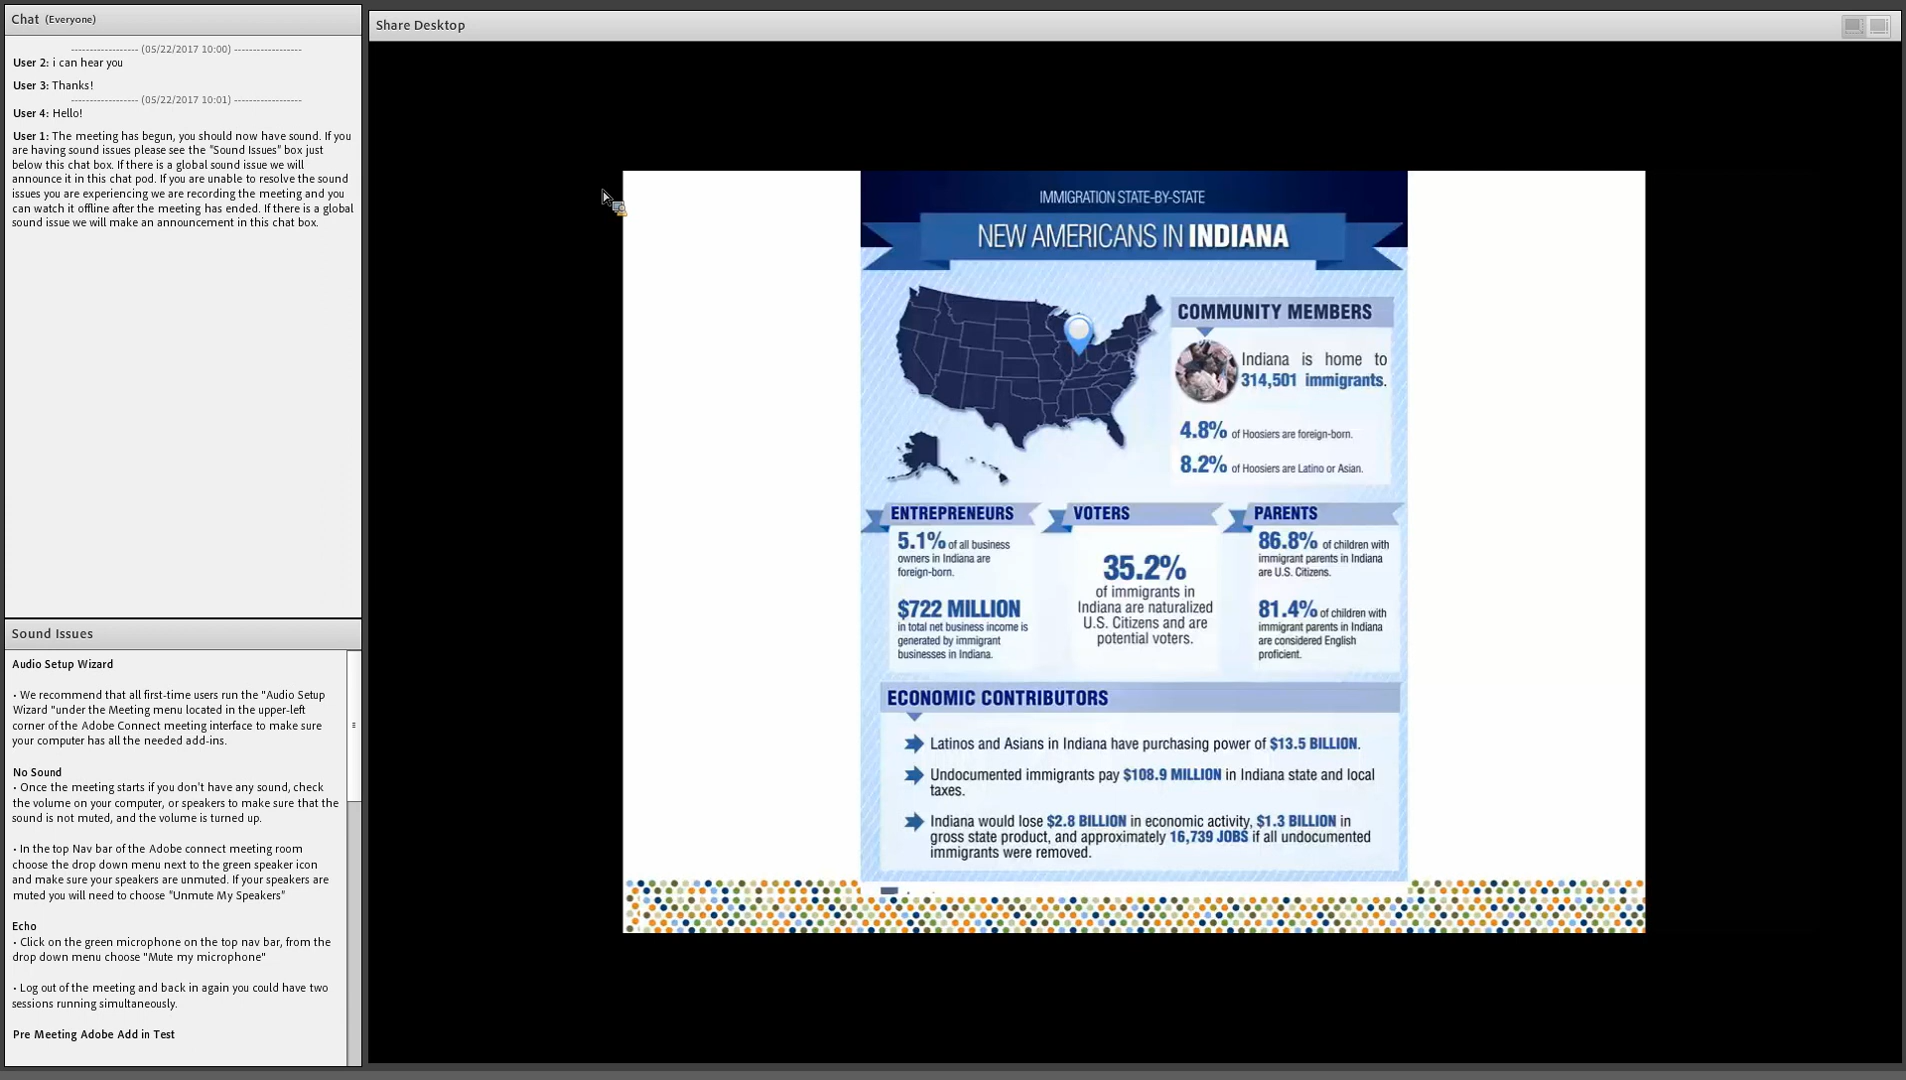 Chat (Everyone)
------------------ (05/22/2017 10:00) ------------------
User 2: i can hear you
User 3: Thanks!
------------------ (05/22/2017 10:01) ------------------
User 4: Hello!
User 1: The meeting has begun, you should now have sound. If you
are having sound issues please see the "Sound Issues" box just
below this chat box. If there is a global sound issue we will
announce it in this chat pod. If you are unable to resolve the sound
issues you are experiencing we are recording the meeting and you
can watch it offline after the meeting has ended. If there is a global
sound issue we will make an announcement in this chat box.
Sound Issues
Audio Setup Wizard
• We recommend that all first-time users run the "Audio Setup
Wizard "under the Meeting menu located in the upper-left
corner of the Adobe Connect meeting interface to make sure
your computer has all the needed add-ins.
No Sound
• Once the meeting starts if you don't have any sound, check
the volume on your computer, or speakers to make sure that the
sound is not muted, and the volume is turned up.
• In the top Nav bar of the Adobe connect meeting room
choose the drop down menu next to the green speaker icon
and make sure your speakers are unmuted. If your speakers are
muted you will need to choose "Unmute My Speakers"
Echo
• Click on the green microphone on the top nav bar, from the
drop down menu choose "Mute my microphone"
• Log out of the meeting and back in again you could have two
sessions running simultaneously.
Pre Meeting Adobe Add in Test
Share Desktop
IMMIGRATION STATE-BY-STATE
NEW AMERICANS IN INDIANA
COMMUNITY MEMBERS
Indiana is home to
314,501 immigrants.
4.8% of Hoosiers are foreign-born.
8.2% of Hoosiers are Latino or Asian.
ENTREPRENEURS
5.1% of all business
owners in Indiana are
foreign-born.
$722 MILLION
in total net business income is
generated by immigrant
businesses in Indiana.
VOTERS
35.2%
of immigrants in
Indiana are naturalized
U.S. Citizens and are
potential voters.
PARENTS
86.8% of children with
immigrant parents in Indiana
are U.S. Citizens.
81.4% of children with
immigrant parents in Indiana
are considered English
proficient.
ECONOMIC CONTRIBUTORS
Latinos and Asians in Indiana have purchasing power of $13.5 BILLION.
Undocumented immigrants pay $108.9 MILLION in Indiana state and local
taxes.
Indiana would lose $2.8 BILLION in economic activity, $1.3 BILLION in
gross state product, and approximately 16,739 JOBS if all undocumented
immigrants were removed.